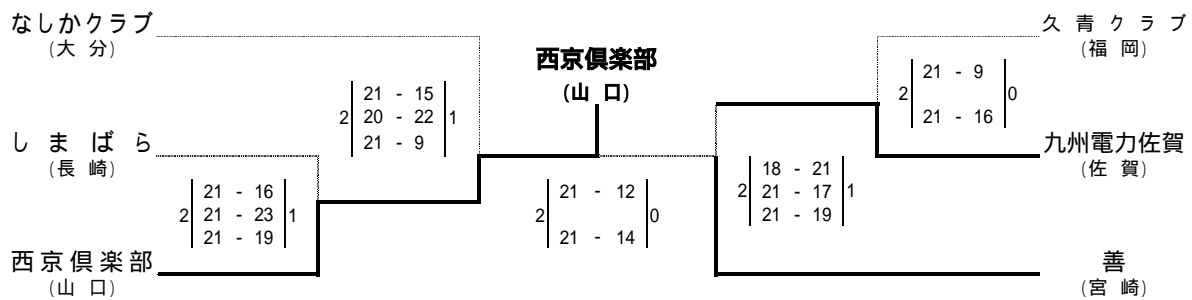 なしかクラブ
(大 分)
しまばら
(長 崎)
西京倶楽部
(山 口)
21 - 15
2 20 - 22 1
21 - 9
21 - 16
2 21 - 23 1
21 - 19
西京倶楽部
(山 口)
21 - 12
2 0
21 - 14
久青クラブ
(福 岡)
九州電力佐賀
(佐 賀)
善
(宮 崎)
21 - 9
2 0
21 - 16
18 - 21
2 21 - 17 1
21 - 19